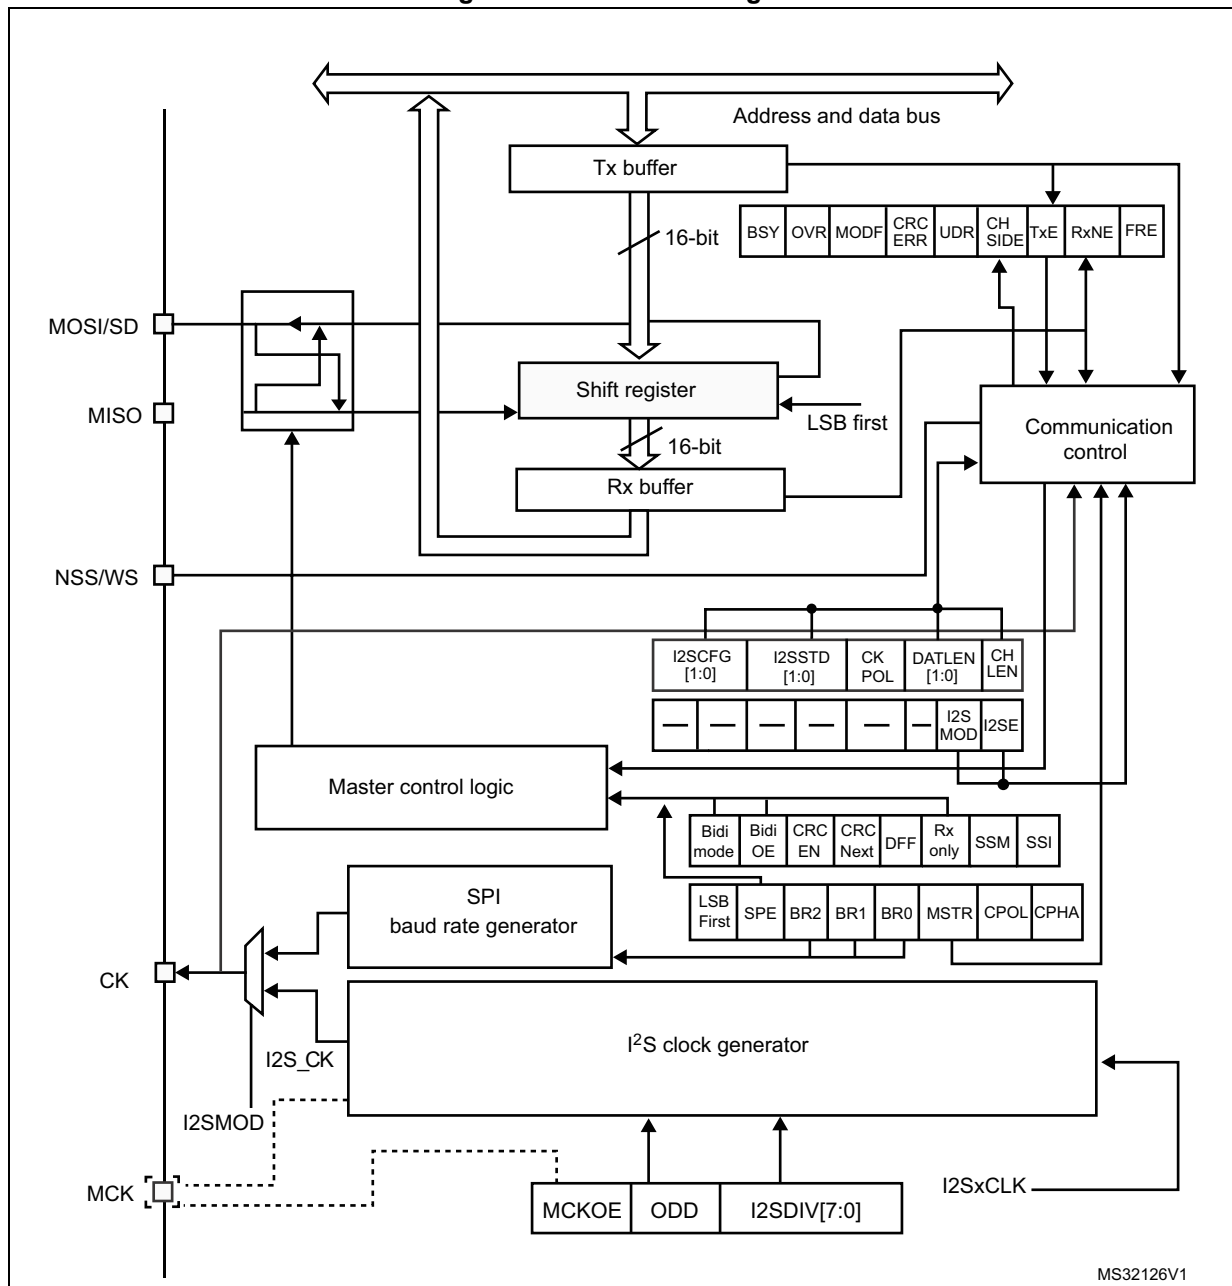 Address and data bus
Tx buffer
16-bit
BSY OVR MODF CRC ERR UDR CH SIDE TxE RxNE FRE
MOSI/SD
Shift register
MISO
LSB first
Communication
control
16-bit
Rx buffer
NSS/WS
I2SCFG [1:0] I2SSTD [1:0] CK POL DATLEN [1:0] CH LEN
— — — — — — I2S MOD I2SE
Master control logic
Bidi mode Bidi OE CRC EN CRC Next DFF Rx only SSM SSI
LSB First SPE BR2 BR1 BR0 MSTR CPOL CPHA
SPI
baud rate generator
CK
I2S_CK
I²S clock generator
I2SMOD
MCK
I2SxCLK
MCKOE ODD I2SDIV[7:0]
MS32126V1